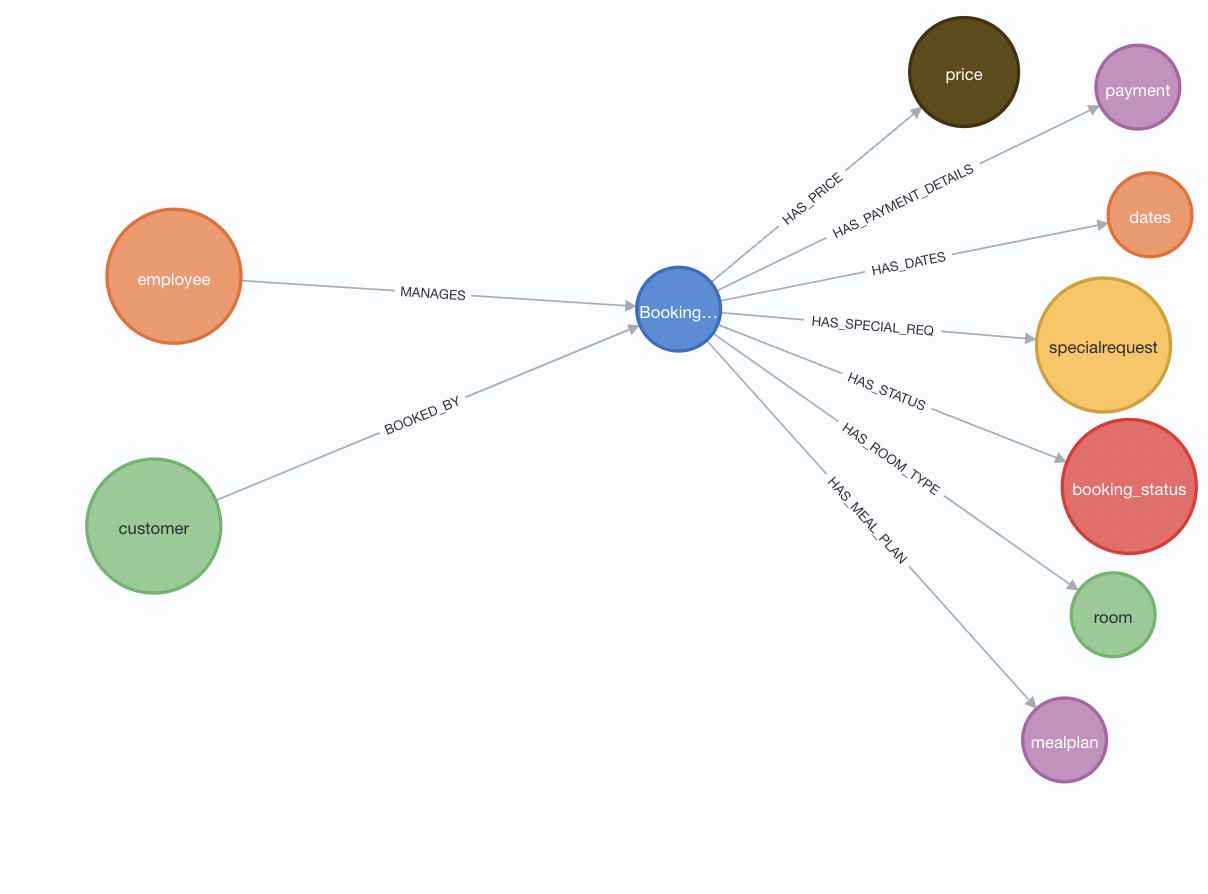 price
payment
HAS_PRICE
HAS_PAYMENT_DETAILS
dates
employee
MANAGES
HAS_DATES
Booking...
HAS_SPECIAL_REQ
specialrequest
BOOKED_BY
HAS_STATUS
customer
HAS_ROOM_TYPE
booking_status
HAS_MEAL_PLAN
room
mealplan